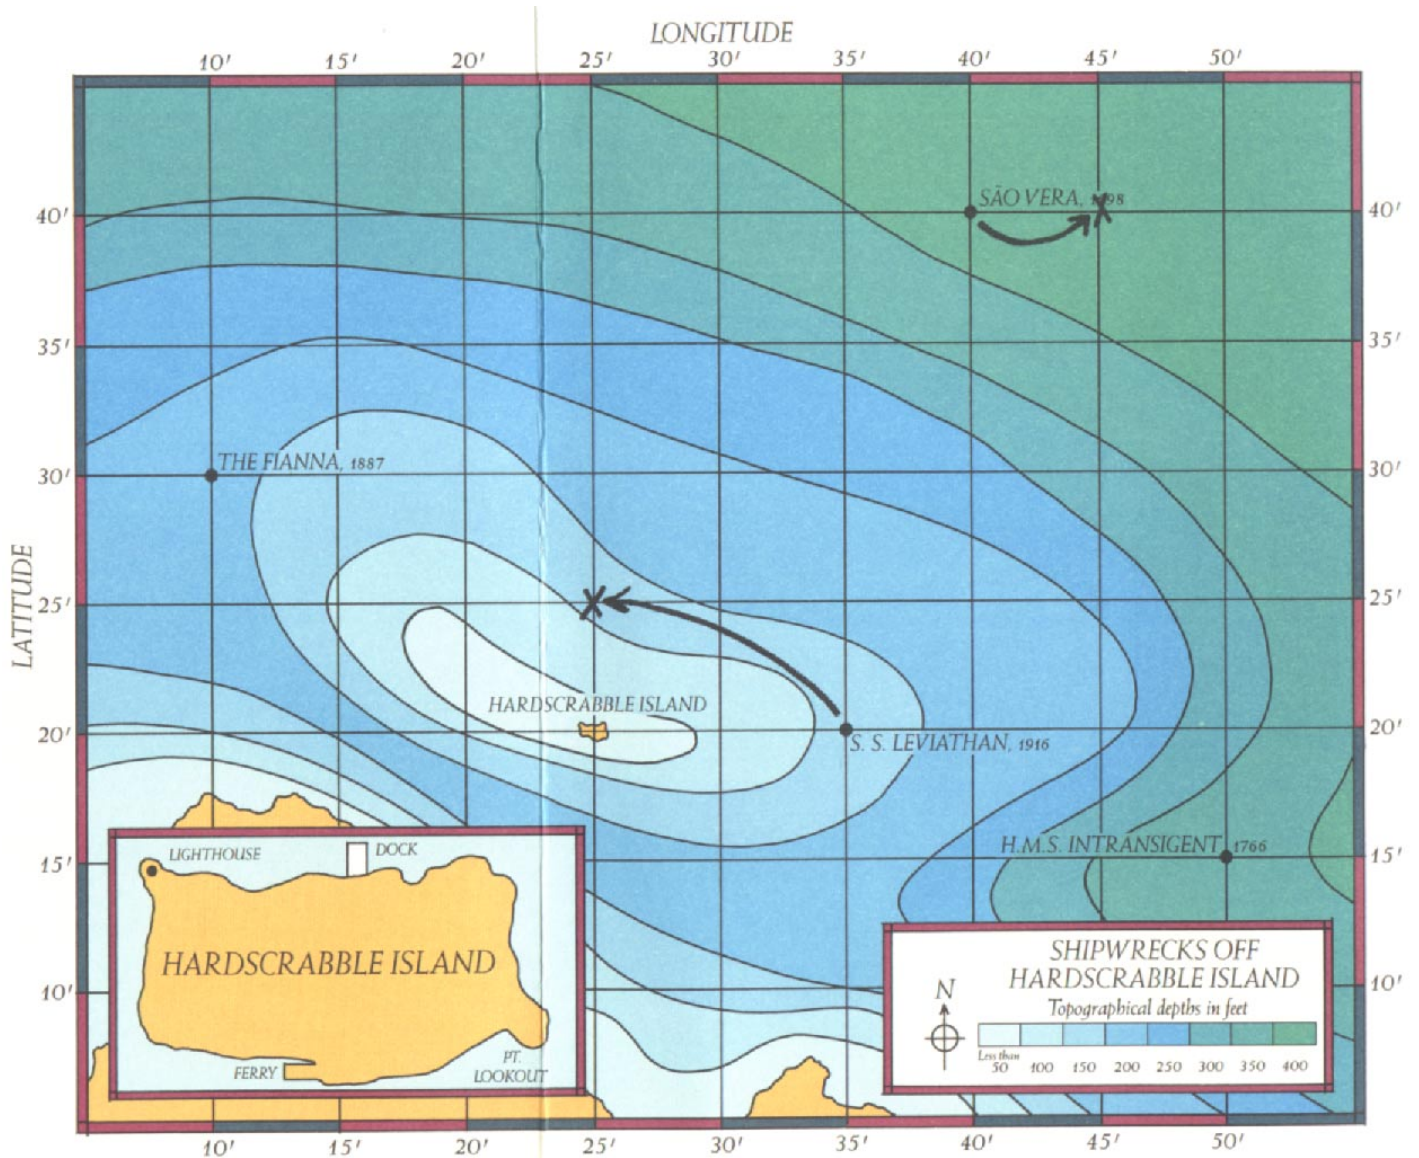 LONGITUDE
10' 15' 20' 25' 30' 35' 40' 45' 50'
SÃO VERA,
40' 40'
35' 35'
THE FIANNA, 1887
30' 30'
LATITUDE
25' 25'
HARDSCRABBLE ISLAND
20' 20'
S. S. LEVIATHAN, 1916
H.M.S. INTRANSIGENT, 1766
15' 15'
LIGHTHOUSE
DOCK
HARDSCRABBLE ISLAND
PT.
LOOKOUT
FERRY
10' 10'
SHIPWRECKS OFF
HARDSCRABBLE ISLAND
N
Topographical depths in feet
Less than
50 100 150 200 250 300 350 400
10' 15' 20' 25' 30' 35' 40' 45' 50'